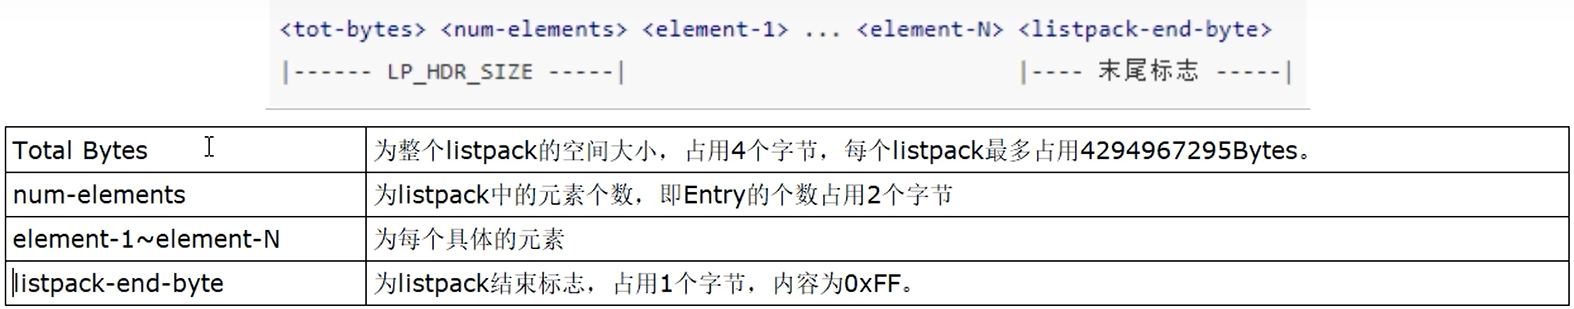 <tot-bytes> <num-elements> <element-1> ... <element-N> <listpack-end-byte>
|------ LP_HDR_SIZE -----| |---- 末尾标志 -----|
Total Bytes 为整个listpack的空间大小，占用4个字节，每个listpack最多占用4294967295Bytes。
num-elements 为listpack中的元素个数，即Entry的个数占用2个字节
element-1~element-N 为每个具体的元素
listpack-end-byte 为listpack结束标志，占用1个字节，内容为0xFF。